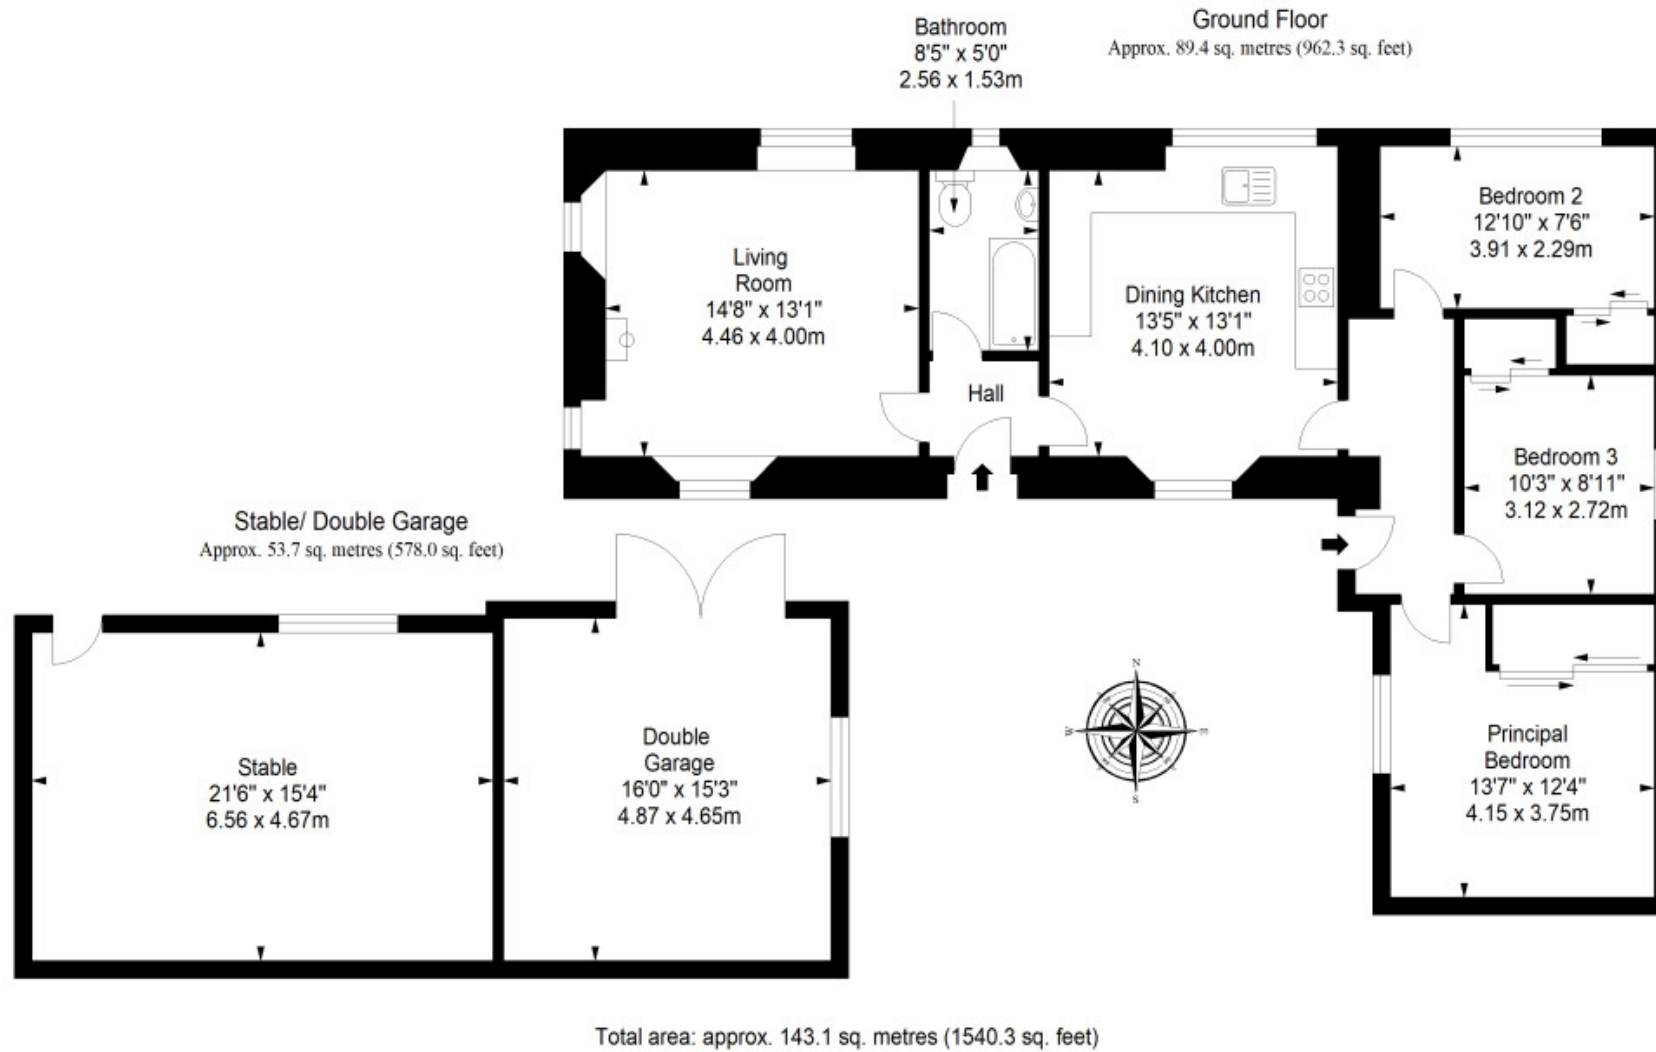 Ground Floor
Approx. 89.4 sq. metres (962.3 sq. feet)
Bathroom
8'5" x 5'0"
2.56 x 1.53m
Living
Room
14'8" x 13'1"
4.46 x 4.00m
Dining Kitchen
13'5" x 13'1"
4.10 x 4.00m
Bedroom 2
12'10" x 7'6"
3.91 x 2.29m
Hall
Bedroom 3
10'3" x 8'11"
3.12 x 2.72m
Stable/ Double Garage
Approx. 53.7 sq. metres (578.0 sq. feet)
Stable
21'6" x 15'4"
6.56 x 4.67m
Double
Garage
16'0" x 15'3"
4.87 x 4.65m
N
W
E
S
Principal
Bedroom
13'7" x 12'4"
4.15 x 3.75m
Total area: approx. 143.1 sq. metres (1540.3 sq. feet)